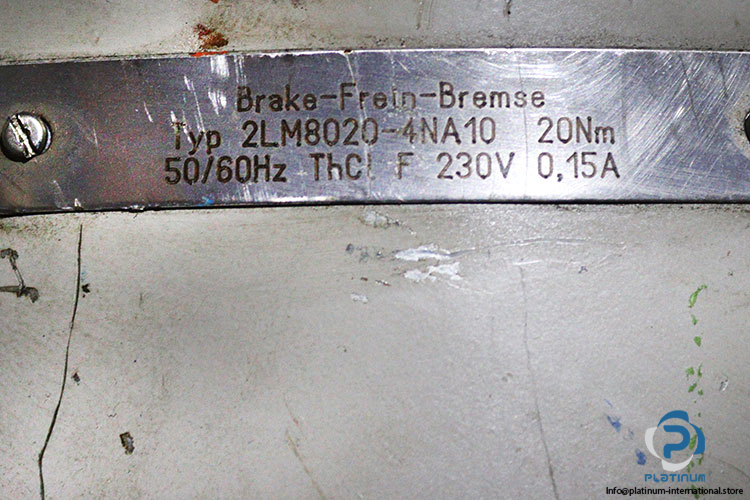 Brake-Frein-Bremse
Typ 2LM8020-4NA10 20Nm
50/60Hz ThCl F 230V 0,15A
PLATINUM
Info@platinum-international.store